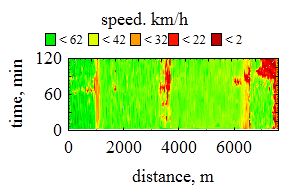 speed. km/h
< 62 < 42 < 32 < 22 < 2
120
60
0
time, min
0 2000 4000 6000
distance, m